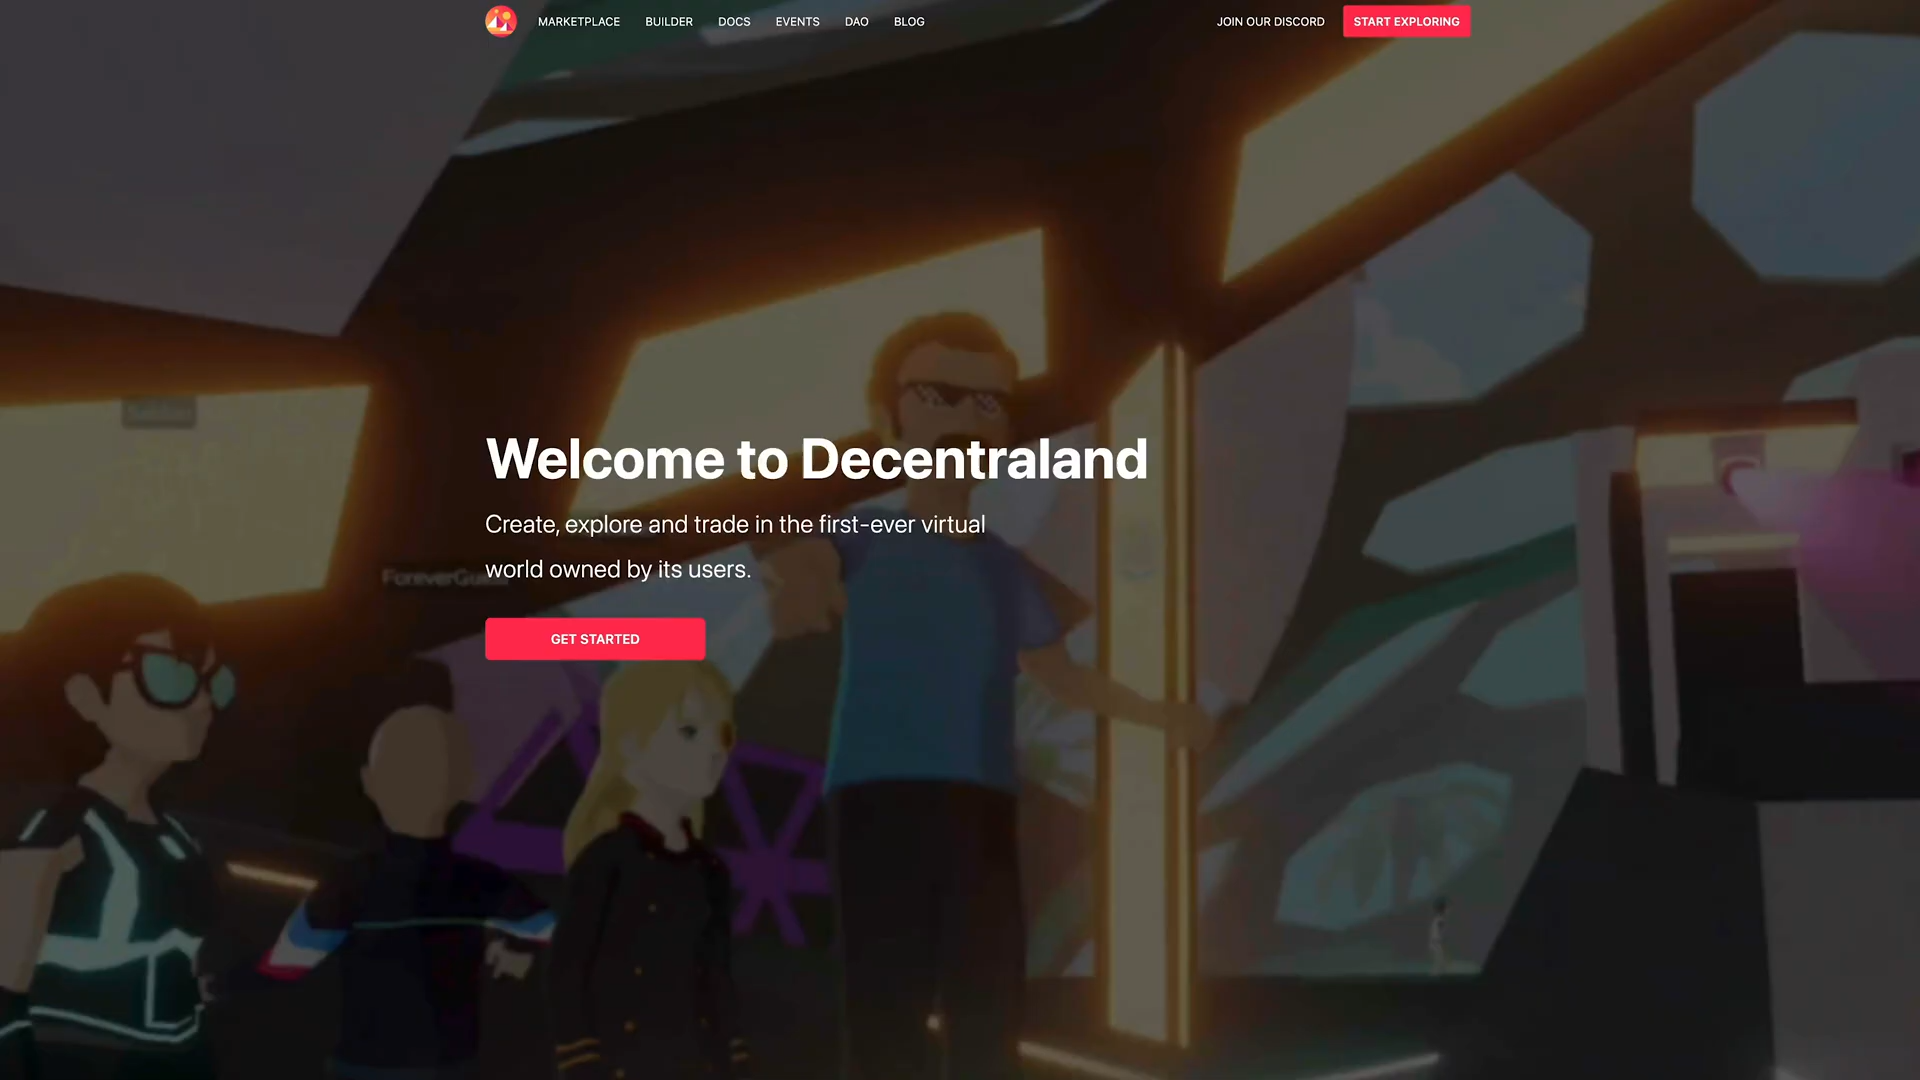 MARKETPLACE BUILDER DOCS EVENTS DAO BLOG JOIN OUR DISCORD START EXPLORING
Welcome to Decentraland
Create, explore and trade in the first-ever virtual
world owned by its users.
GET STARTED